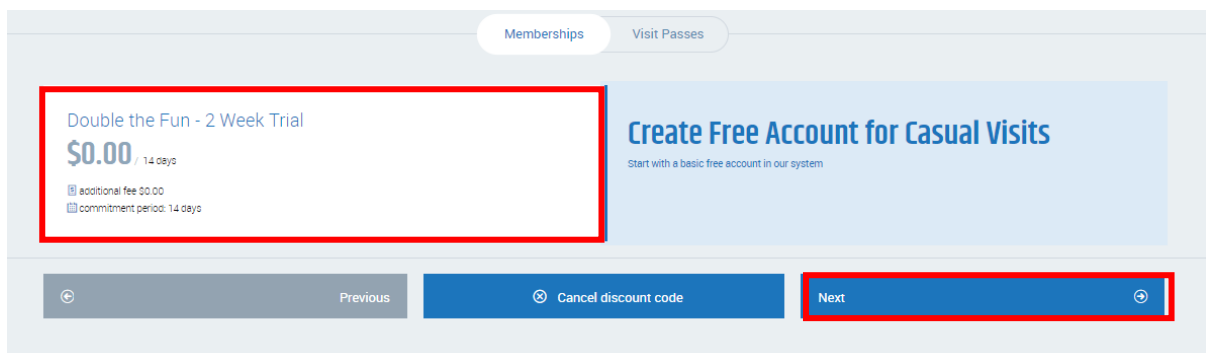 Memberships
Visit Passes
Double the Fun - 2 Week Trial
$0.00 / 14 days
additional fee $0.00
commitment period: 14 days
Create Free Account for Casual Visits
Start with a basic free account in our system
Previous
Cancel discount code
Next